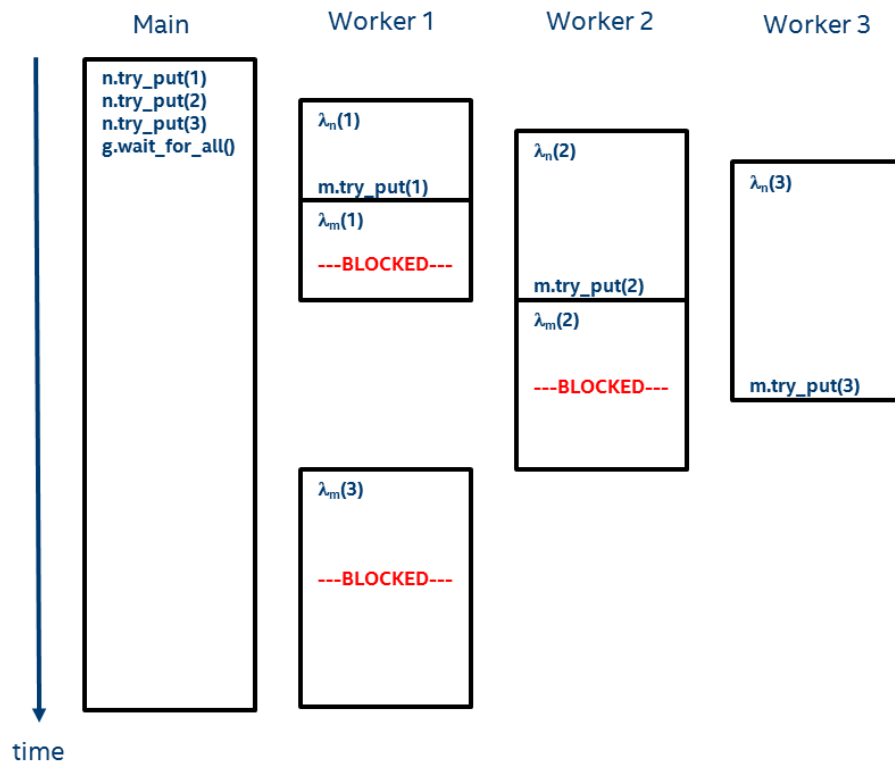 Main
Worker 1
Worker 2
Worker 3
n.try_put(1)
n.try_put(2)
n.try_put(3)
g.wait_for_all()
λn(1)
m.try_put(1)
λm(1)
---BLOCKED---
λm(3)
---BLOCKED---
λn(2)
m.try_put(2)
λm(2)
---BLOCKED---
λn(3)
m.try_put(3)
time